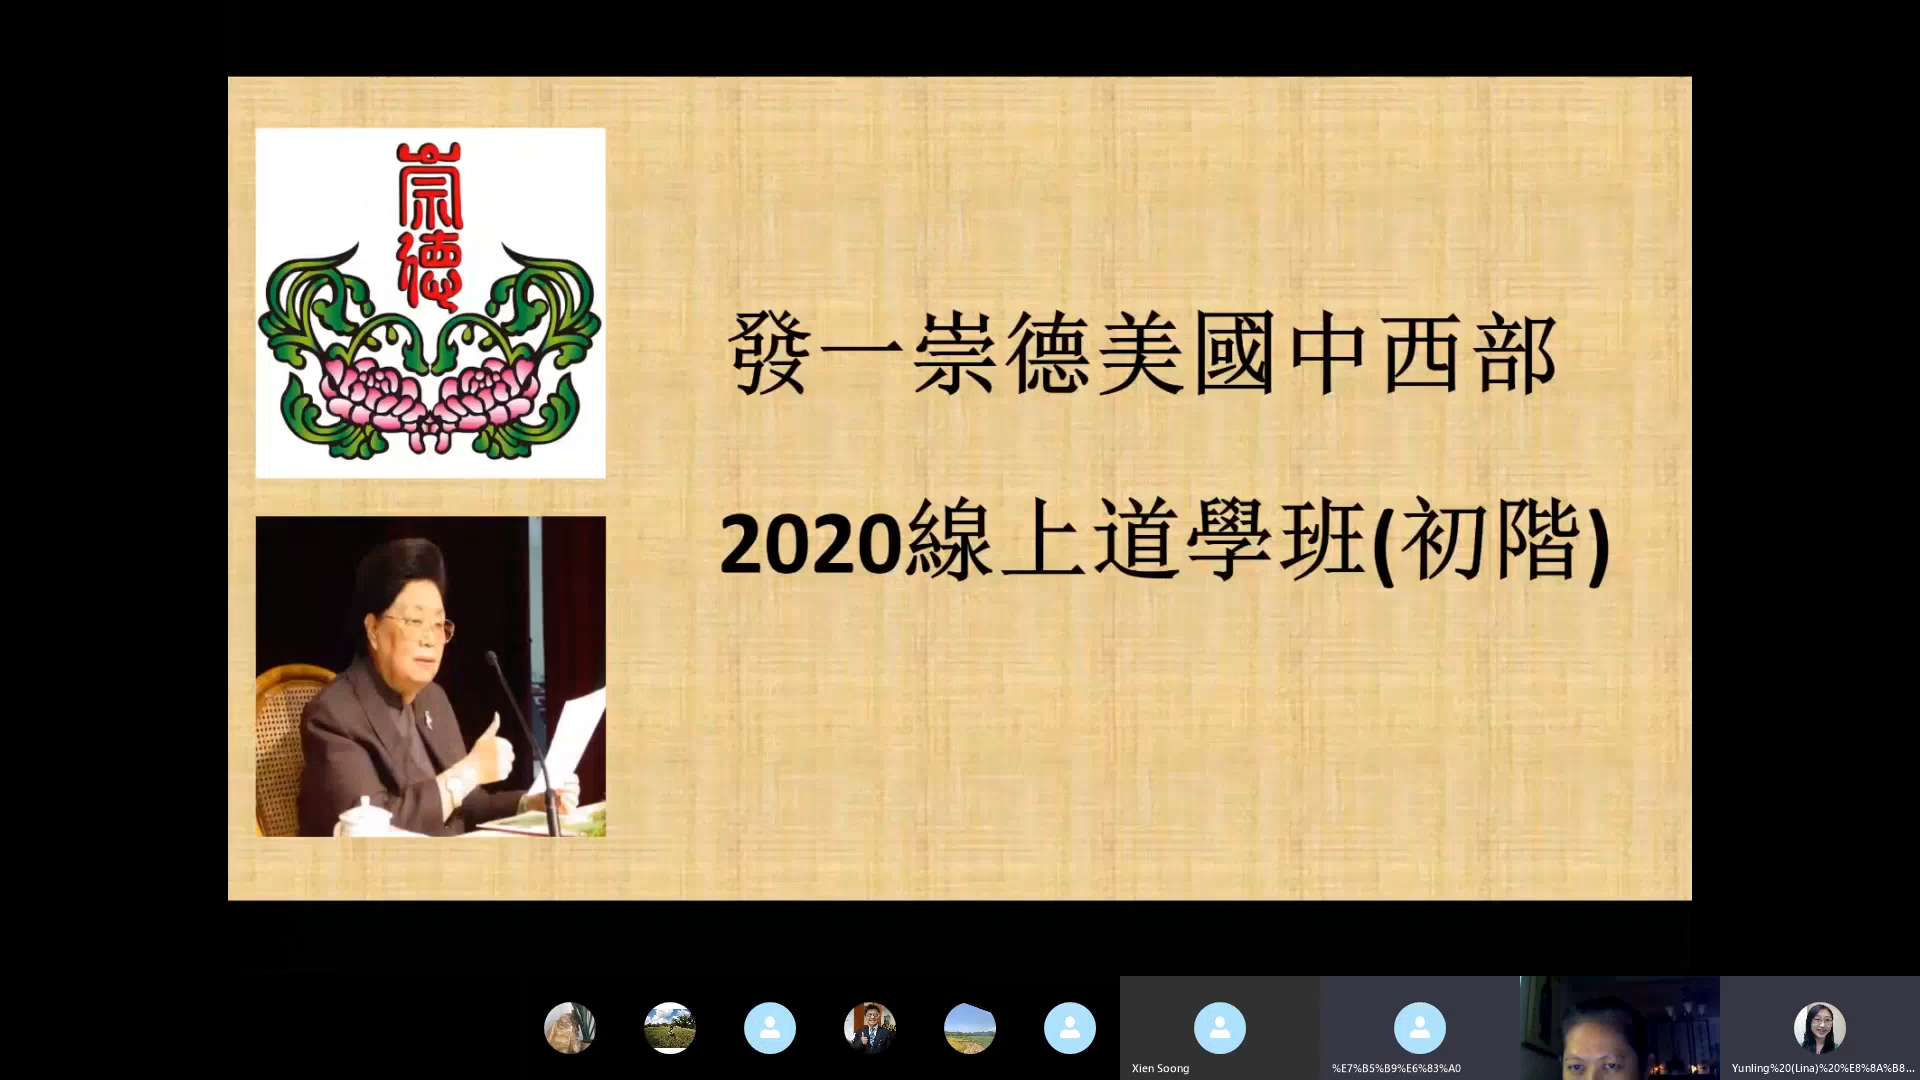 崇德
發一崇德美國中西部
2020線上道學班(初階)
Xien Soong
%E7%B5%B9%E6%83%A0
Yunling%20(Lina)%20%E8%8A%B8...